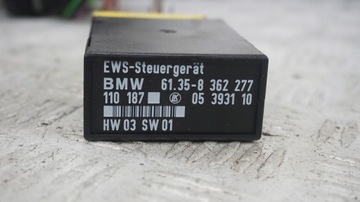 EWS-Steuergerät
BMW 61.35-8 362 277
110 187 05 3931 10
HW 03 SW 01